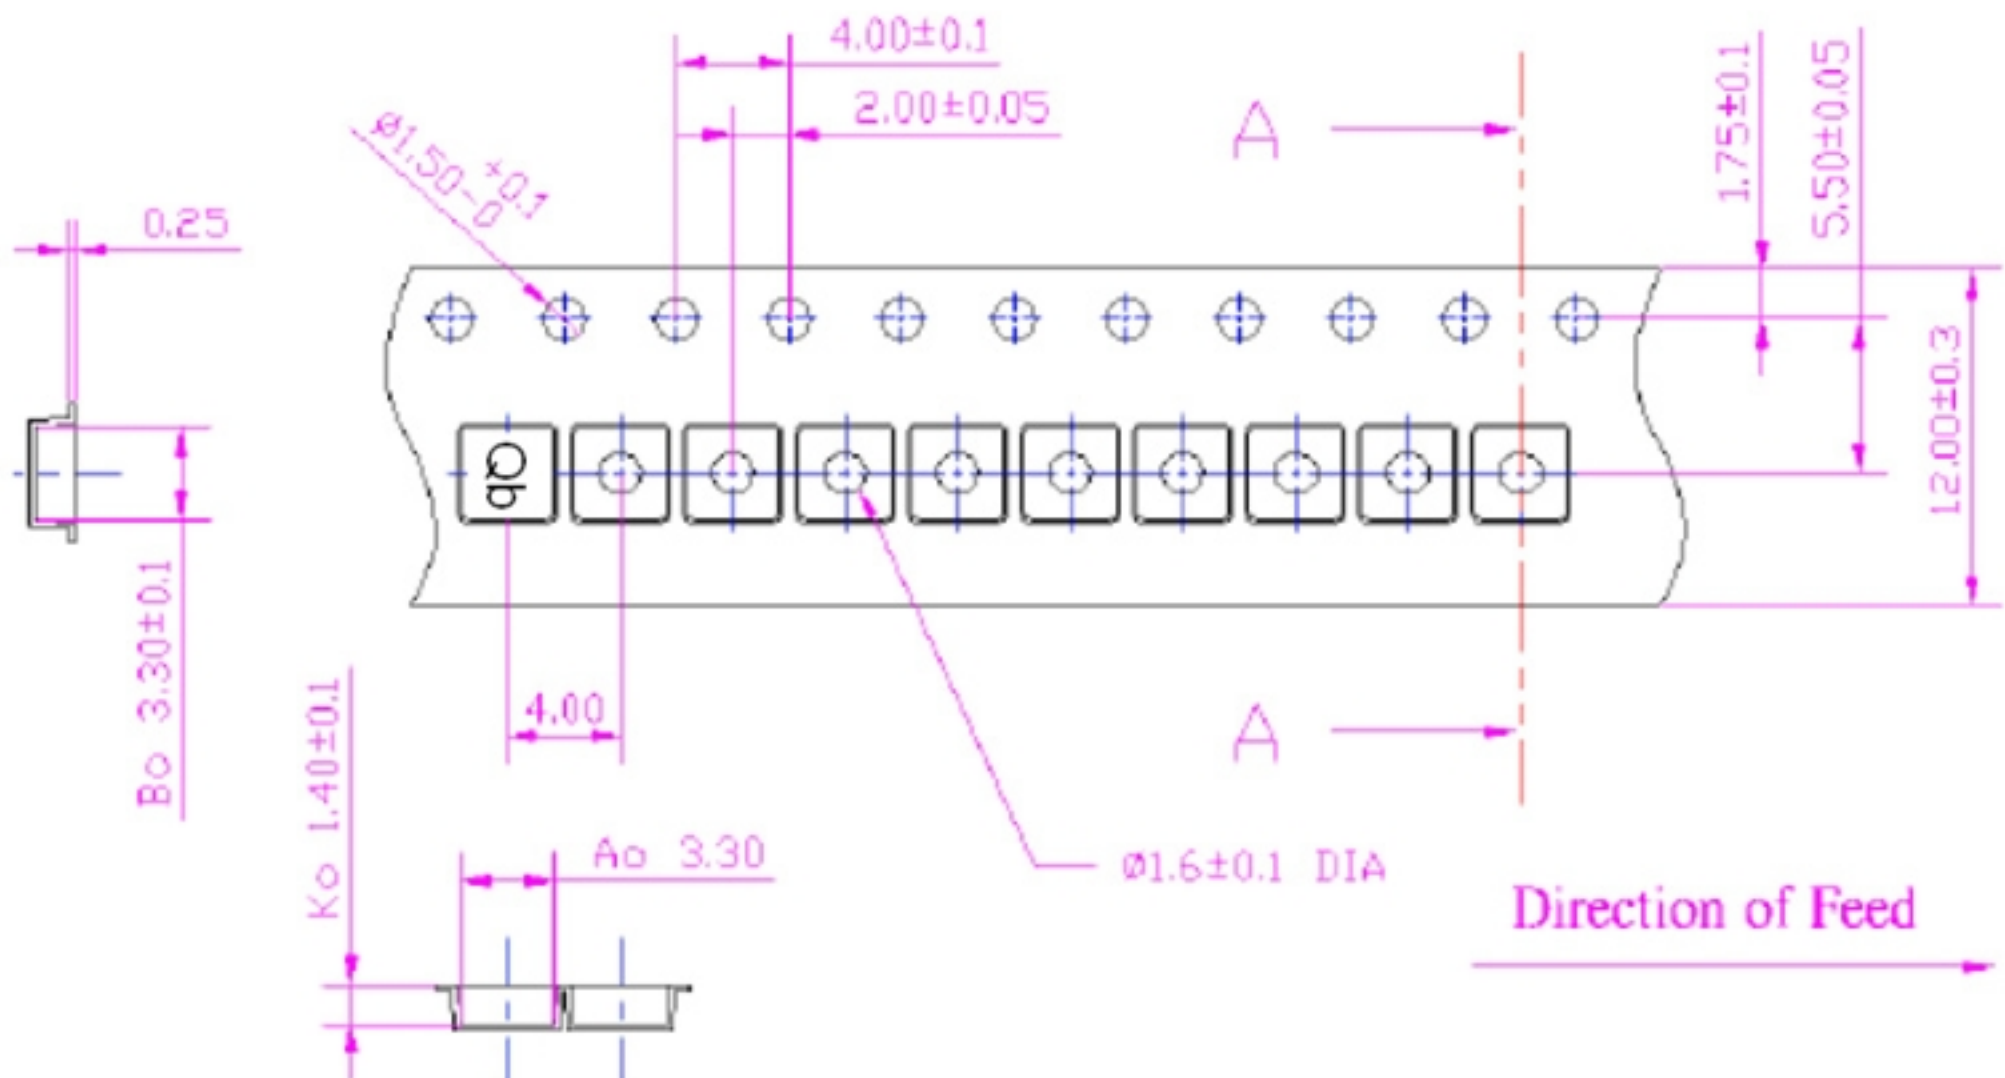 4.00±0.1
2.00±0.05
Ø1.50 +0.1 -0
A
1.75±0.1
5.50±0.05
0.25
12.00±0.3
Qb
Bo 3.30±0.1
4.00
Ko 1.40±0.1
A
Ao 3.30
Ø1.6±0.1 DIA
Direction of Feed